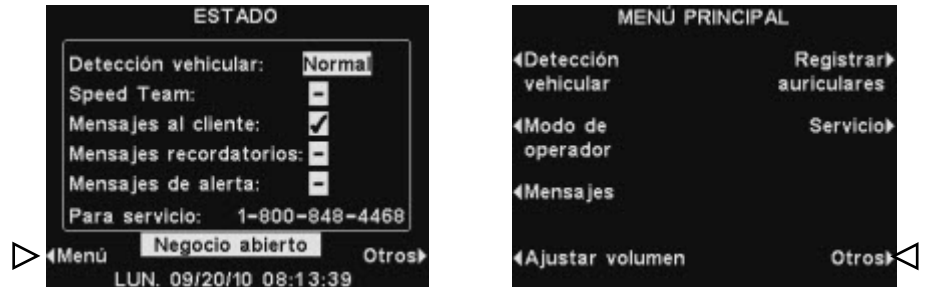 ESTADO
Detección vehicular: Normal
Speed Team: -
Mensajes al cliente: ✓
Mensajes recordatorios: -
Mensajes de alerta: -
Para servicio: 1-800-848-4468
Negocio abierto
Menú Otros
LUN. 09/20/10 08:13:39
MENÚ PRINCIPAL
Detección Registrar
vehicular auriculares
Modo de Servicio
operador
Mensajes
Ajustar volumen Otros